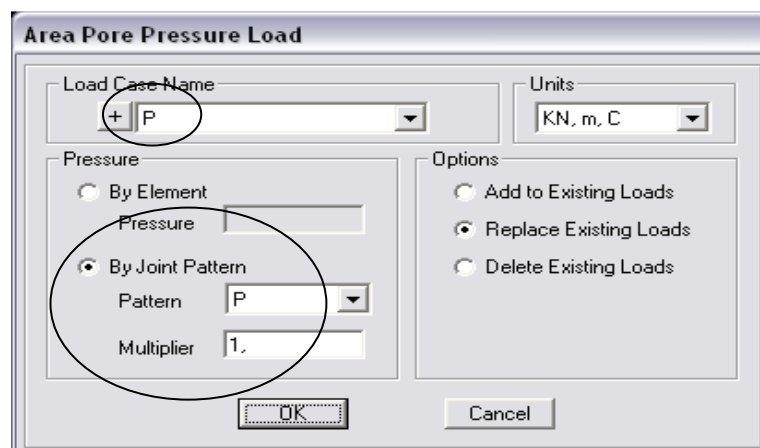 Area Pore Pressure Load
Load Case Name
+ P
Units
KN, m, C
Pressure
By Element
Pressure
By Joint Pattern
Pattern P
Multiplier 1,
Options
Add to Existing Loads
Replace Existing Loads
Delete Existing Loads
OK Cancel